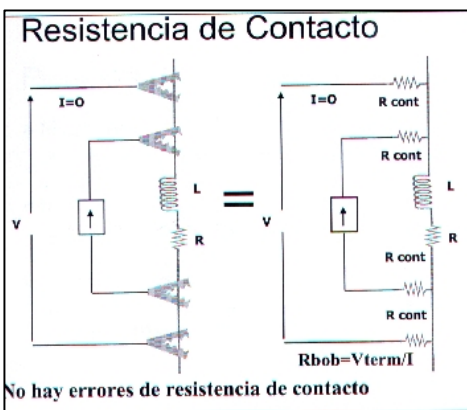 Resistencia de Contacto
I=O
V
L
R
=
I=O
R cont
R cont
V
L
R
R cont
R cont
Rbob=Vterm/I
No hay errores de resistencia de contacto